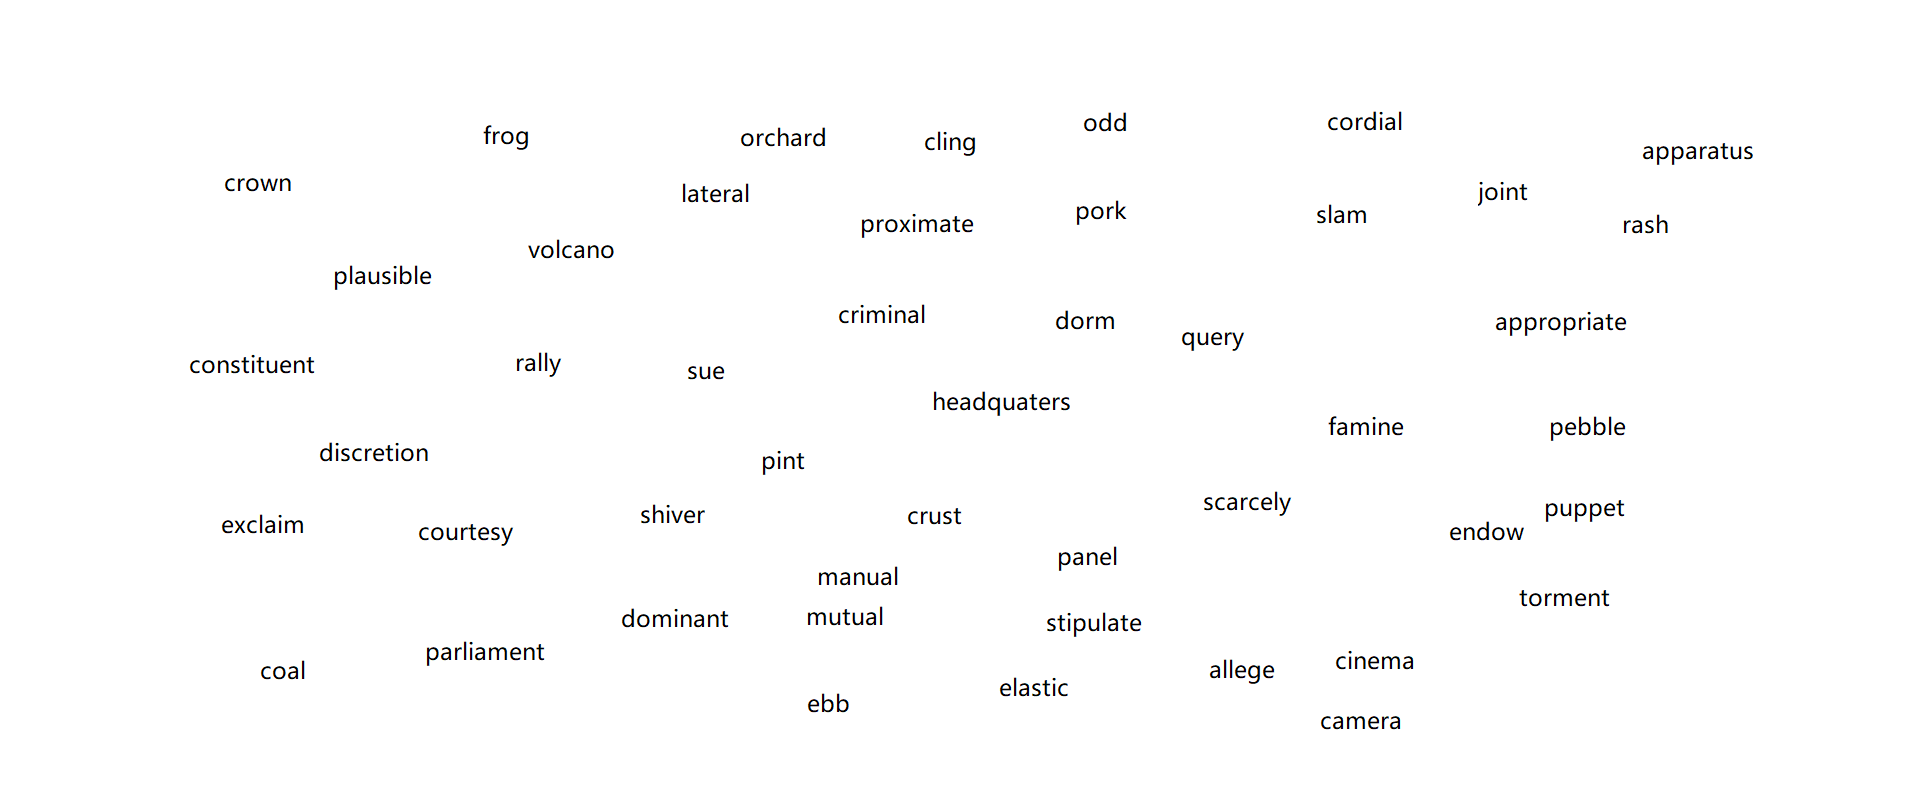 odd
cordial
frog
orchard
cling
apparatus
crown
lateral
joint
pork
slam
proximate
rash
volcano
plausible
criminal
dorm
appropriate
query
constituent
rally
sue
headquaters
famine
pebble
discretion
pint
scarcely
puppet
shiver
crust
exclaim
courtesy
endow
panel
manual
torment
dominant
mutual
stipulate
parliament
cinema
coal
allege
elastic
ebb
camera